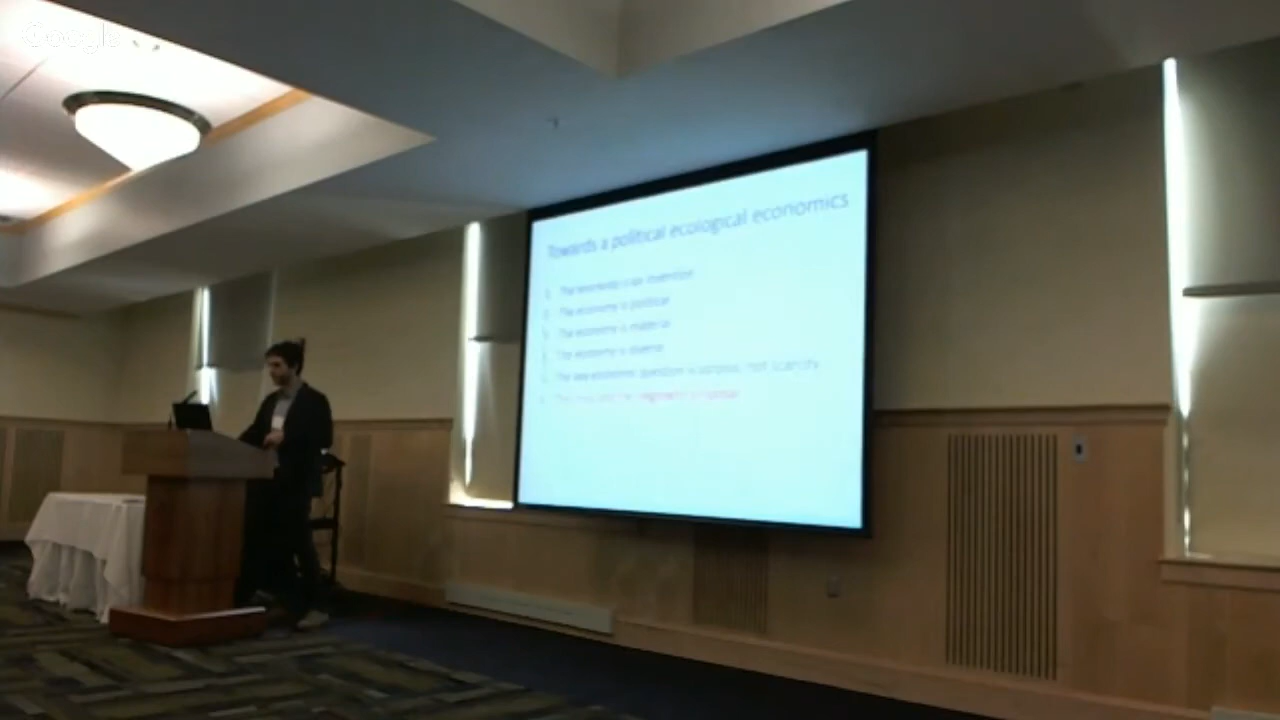 Google
Towards a political ecological economics
The economy is an invention
The economy is political
The economy is material
The economy is diverse
The key economic question is surplus, not scarcity